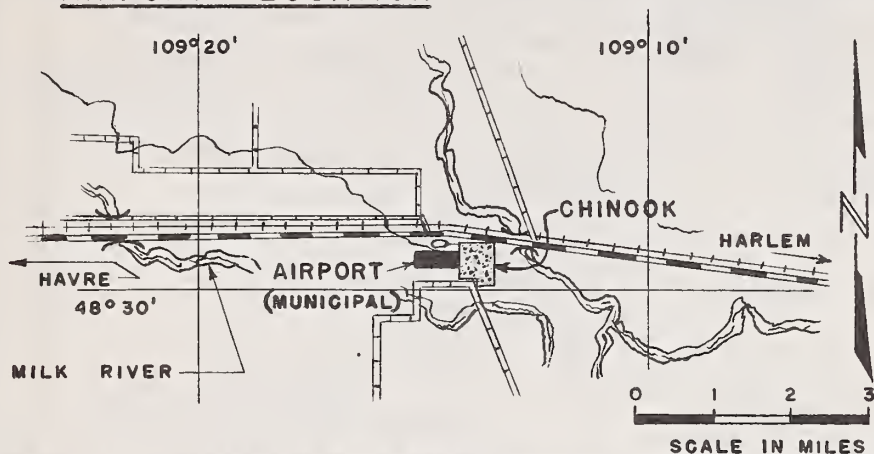 109° 20'
109° 10'
N
CHINOOK
HARLEM
HAVRE
AIRPORT
(MUNICIPAL)
48° 30'
MILK RIVER
0 1 2 3
SCALE IN MILES